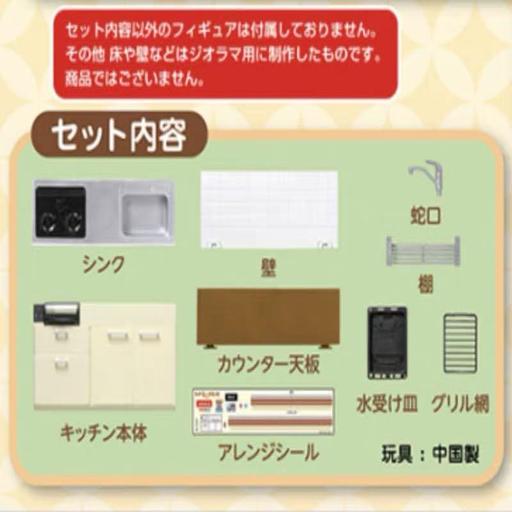 セット内容以外のフィギュアは付属しておりません。
その他 床や壁などはジオラマ用に制作したものです。
商品ではございません。
セット内容
シンク
壁
蛇口
棚
カウンター天板
キッチン本体
アレンジシール
水受け皿 グリル網
玩具:中国製